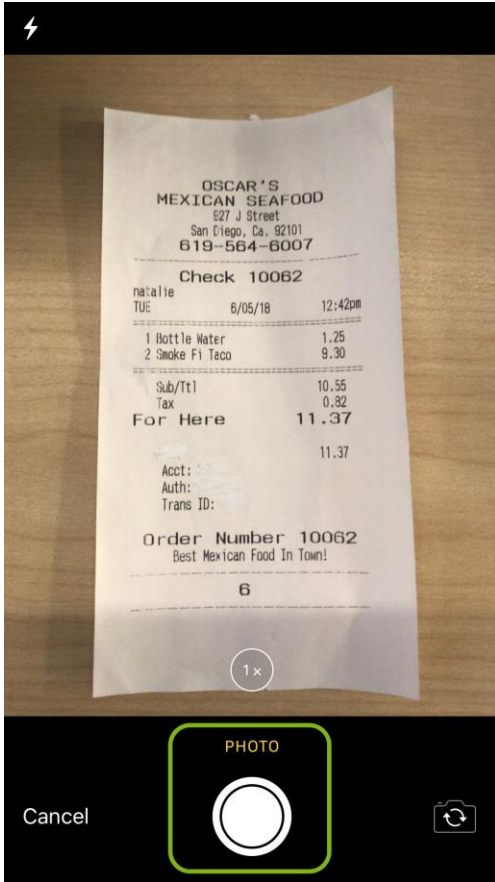 OSCAR'S
MEXICAN SEAFOOD
927 J Street
San Diego, Ca. 92101
619-564-6007
Check 10062
natalie
TUE 6/05/18 12:42pm
1 Bottle Water 1.25
2 Smoke Fi Taco 9.30
Sub/Ttl 10.55
Tax 0.82
For Here 11.37
11.37
Acct:
Auth:
Trans ID:
Order Number 10062
Best Mexican Food In Town!
6
1×
PHOTO
Cancel